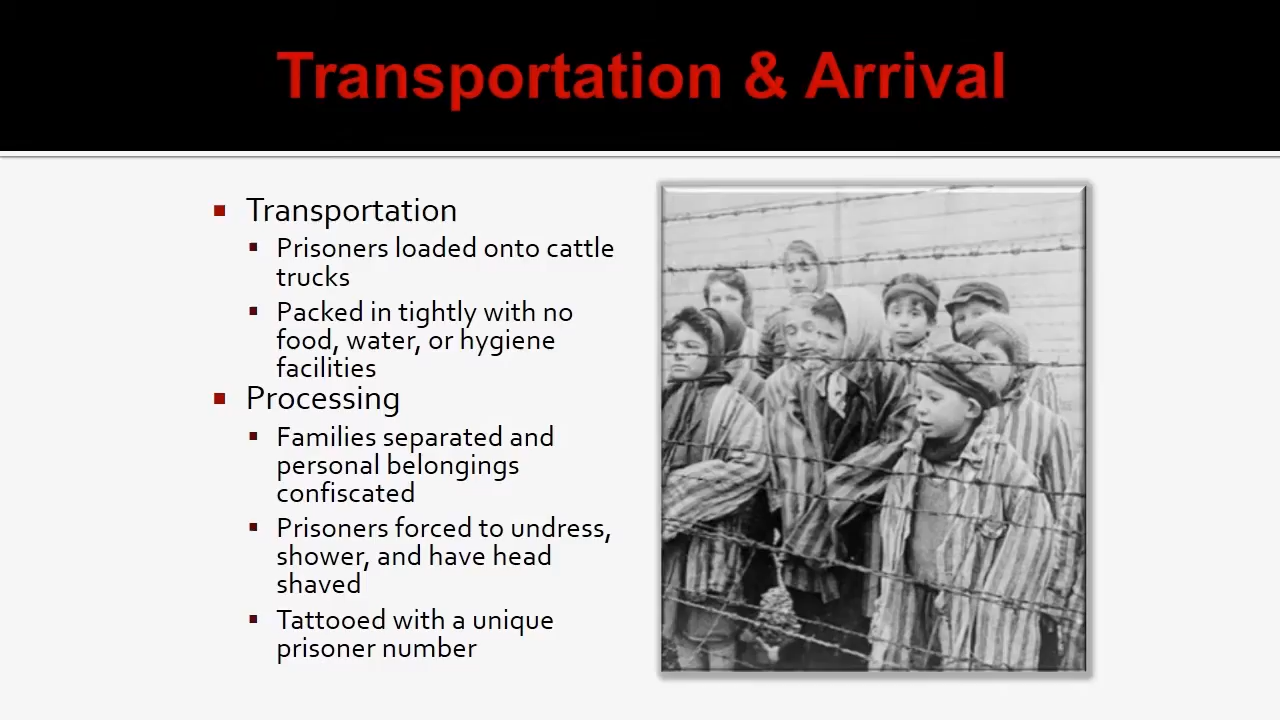 Transportation & Arrival
Transportation
Prisoners loaded onto cattle
trucks
Packed in tightly with no
food, water, or hygiene
facilities
Processing
Families separated and
personal belongings
confiscated
Prisoners forced to undress,
shower, and have head
shaved
Tattooed with a unique
prisoner number